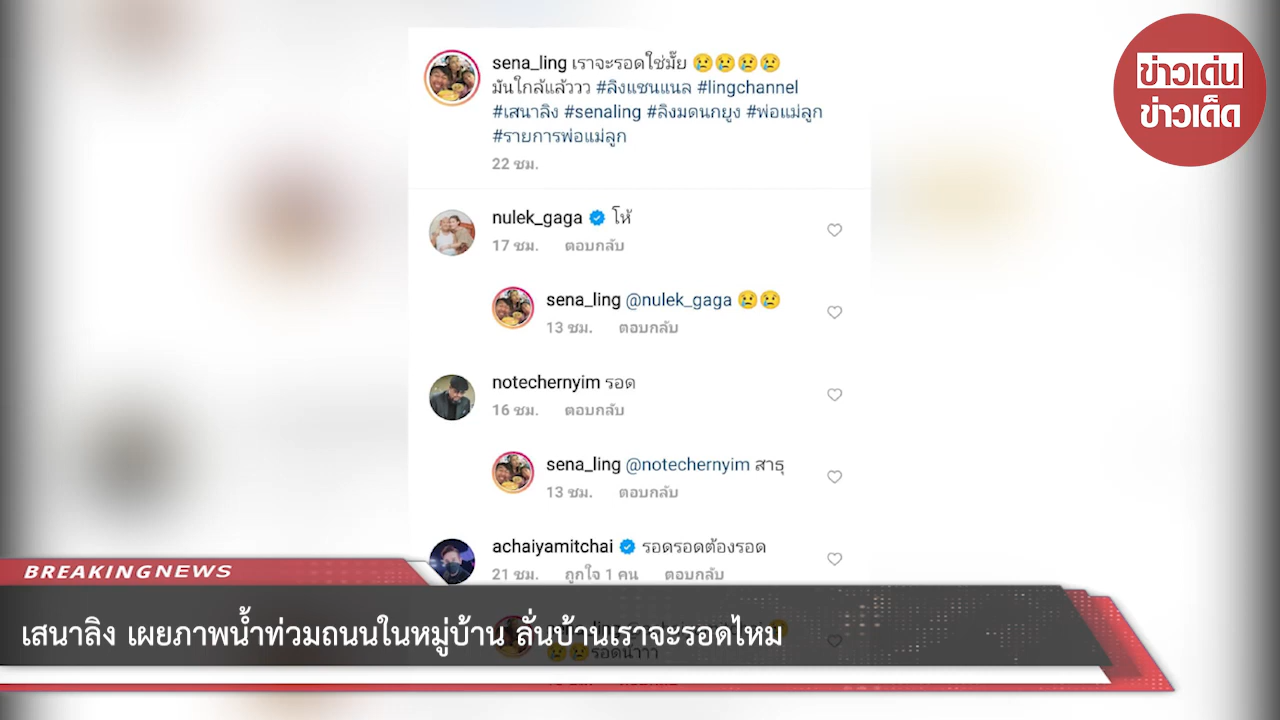 sena_ling เราจะรอดใช่มั๊ย 😢😢😢😢
มันใกล้แล้ววว #ลิงแชนแนล #lingchannel
#เสนาลิง #senaling #ลิงมดนกยูง #พ่อแม่ลูก
#รายการพ่อแม่ลูก
22 ชม.
nulek_gaga โห้
17 ชม. ตอบกลับ
sena_ling @nulek_gaga 😢😢
13 ชม. ตอบกลับ
notechernyim รอด
16 ชม. ตอบกลับ
sena_ling @notechernyim สาธุ
13 ชม. ตอบกลับ
achaiyamitchai รอดรอดต้องรอด
21 ชม. ถูกใจ 1 คน ตอบกลับ
😢😢รอดน้าาา
ข่าวเด่น
ข่าวเด็ด
BREAKINGNEWS
เสนาลิง เผยภาพน้ำท่วมถนนในหมู่บ้าน ลั่นบ้านเราจะรอดไหม